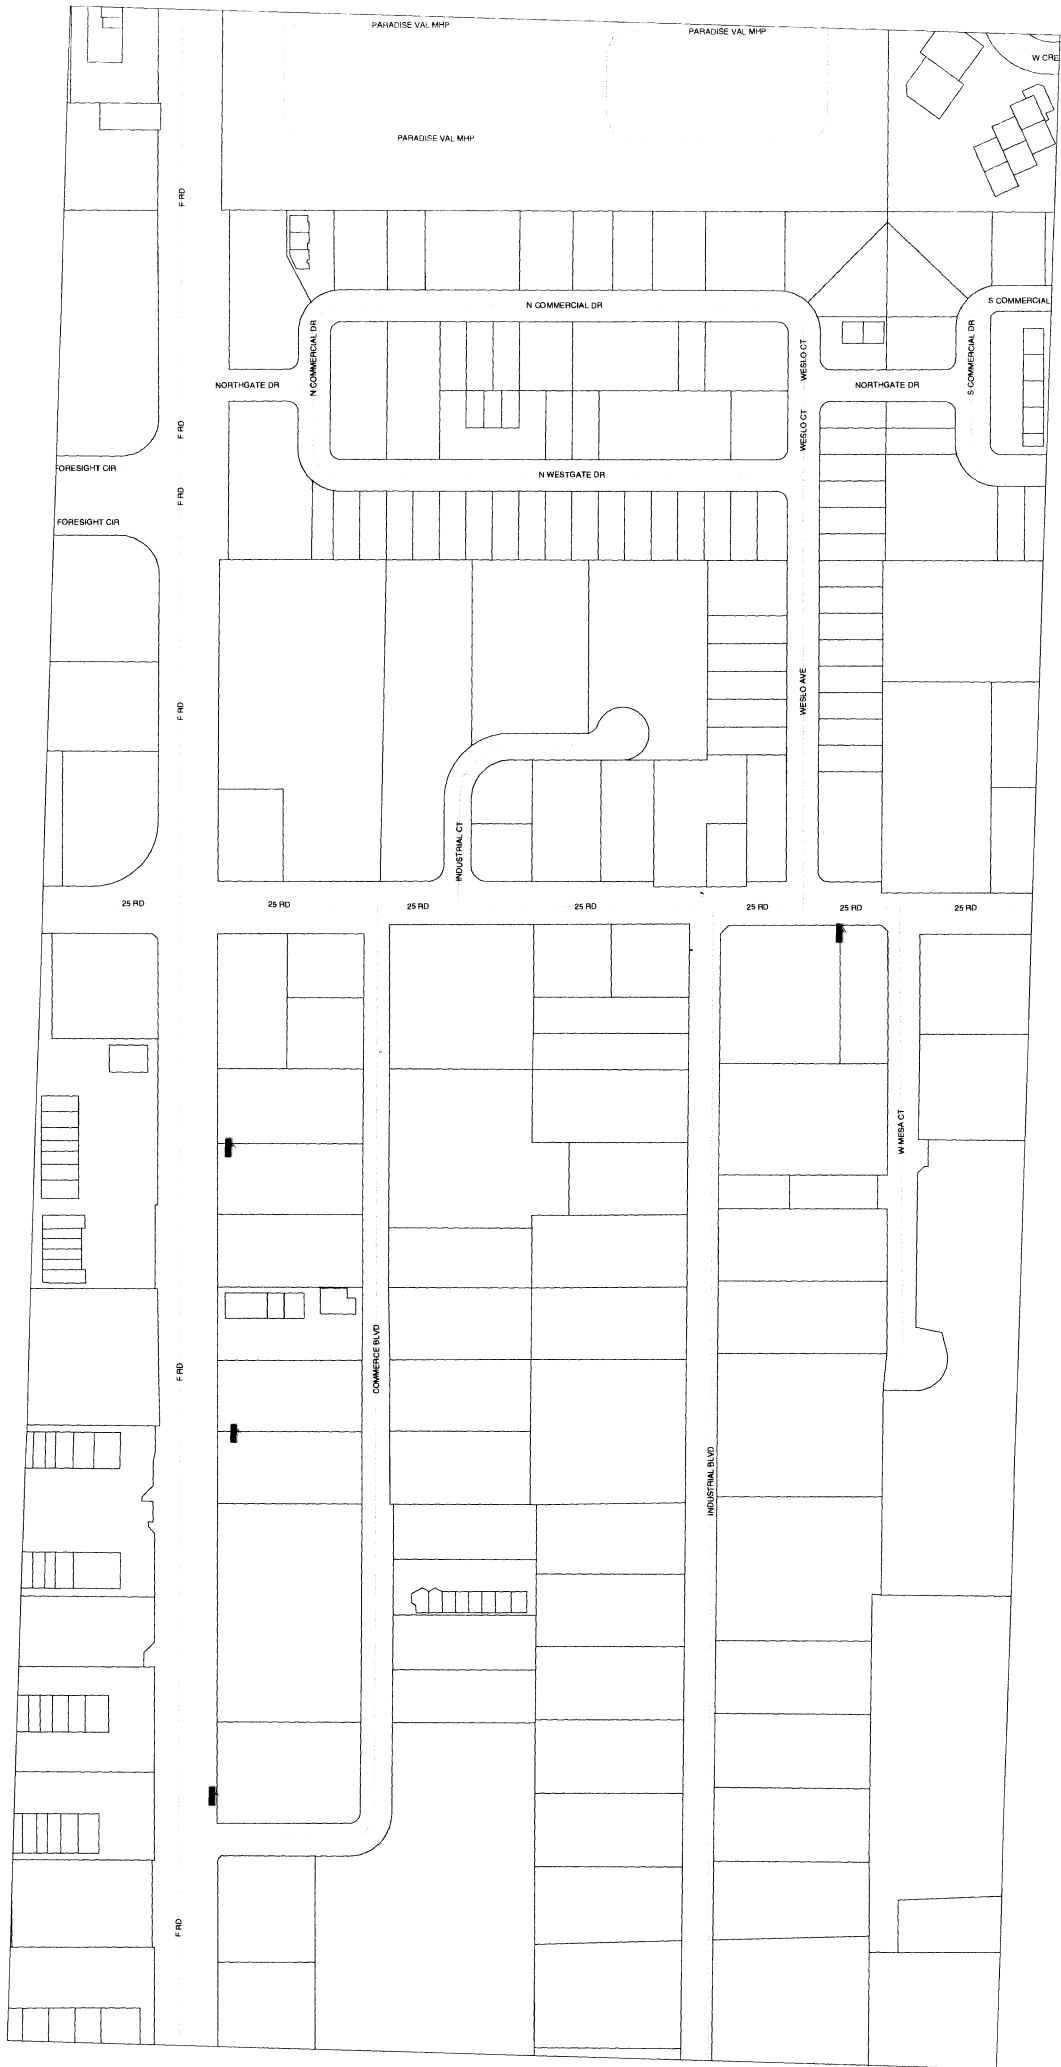 PARADISE VAL MHP
PARADISE VAL MHP
W CRE
PARADISE VAL MHP
F RD
N COMMERCIAL DR
S COMMERCIAL
N COMMERCIAL DR
WESLO CT
S COMMERCIAL DR
NORTHGATE DR
NORTHGATE DR
F RD
WESLO CT
FORESIGHT CIR
N WESTGATE DR
F RD
FORESIGHT CIR
WESLO AVE
F RD
INDUSTRIAL CT
25 RD
25 RD
25 RD
25 RD
25 RD
25 RD
25 RD
W MESA CT
COMMERCE BLVD
F RD
INDUSTRIAL BLVD
F RD